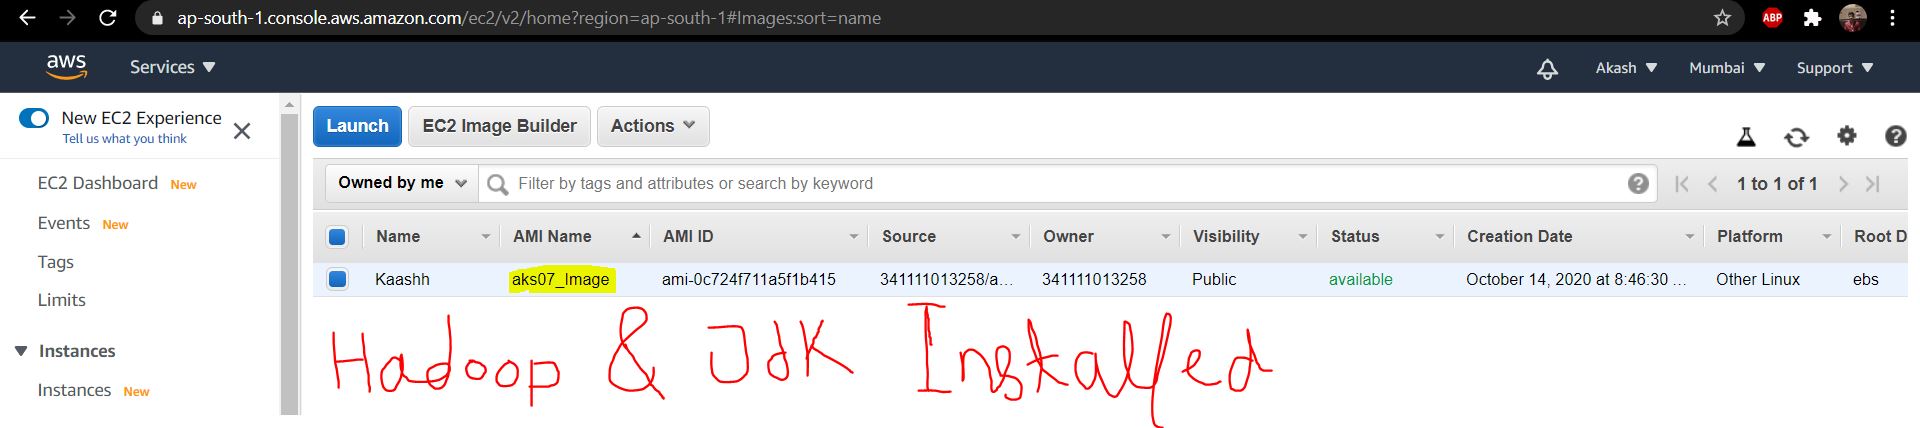 ap-south-1.console.aws.amazon.com/ec2/v2/home?region=ap-south-1#Images:sort=name
ABP
aws
Services
Akash
Mumbai
Support
New EC2 Experience
Tell us what you think
Launch
EC2 Image Builder
Actions
EC2 Dashboard New
Owned by me
Filter by tags and attributes or search by keyword
1 to 1 of 1
Events New
Name
AMI Name
AMI ID
Source
Owner
Visibility
Status
Creation Date
Platform
Root D
Tags
Kaashh
aks07_Image
ami-0c724f711a5f1b415
341111013258/a...
341111013258
Public
available
October 14, 2020 at 8:46:30 ...
Other Linux
ebs
Limits
Hadoop & JdK Installed
Instances
Instances New